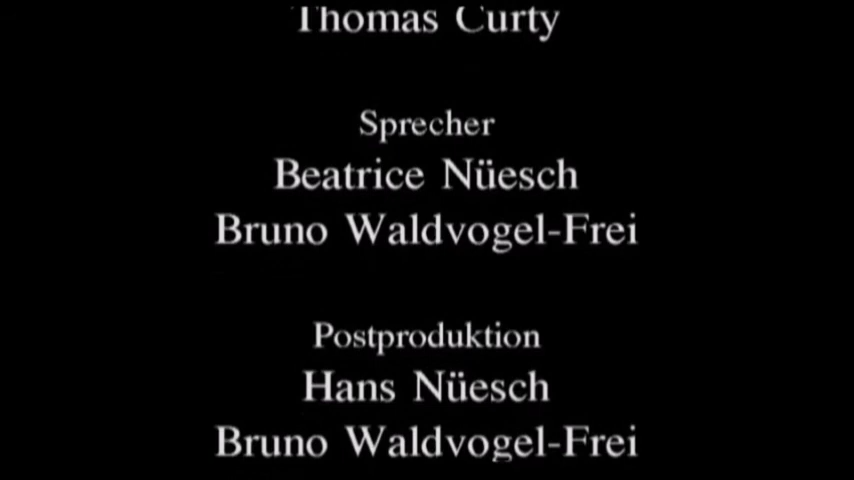 Thomas Curty
Sprecher
Beatrice Nüesch
Bruno Waldvogel-Frei
Postproduktion
Hans Nüesch
Bruno Waldvogel-Frei